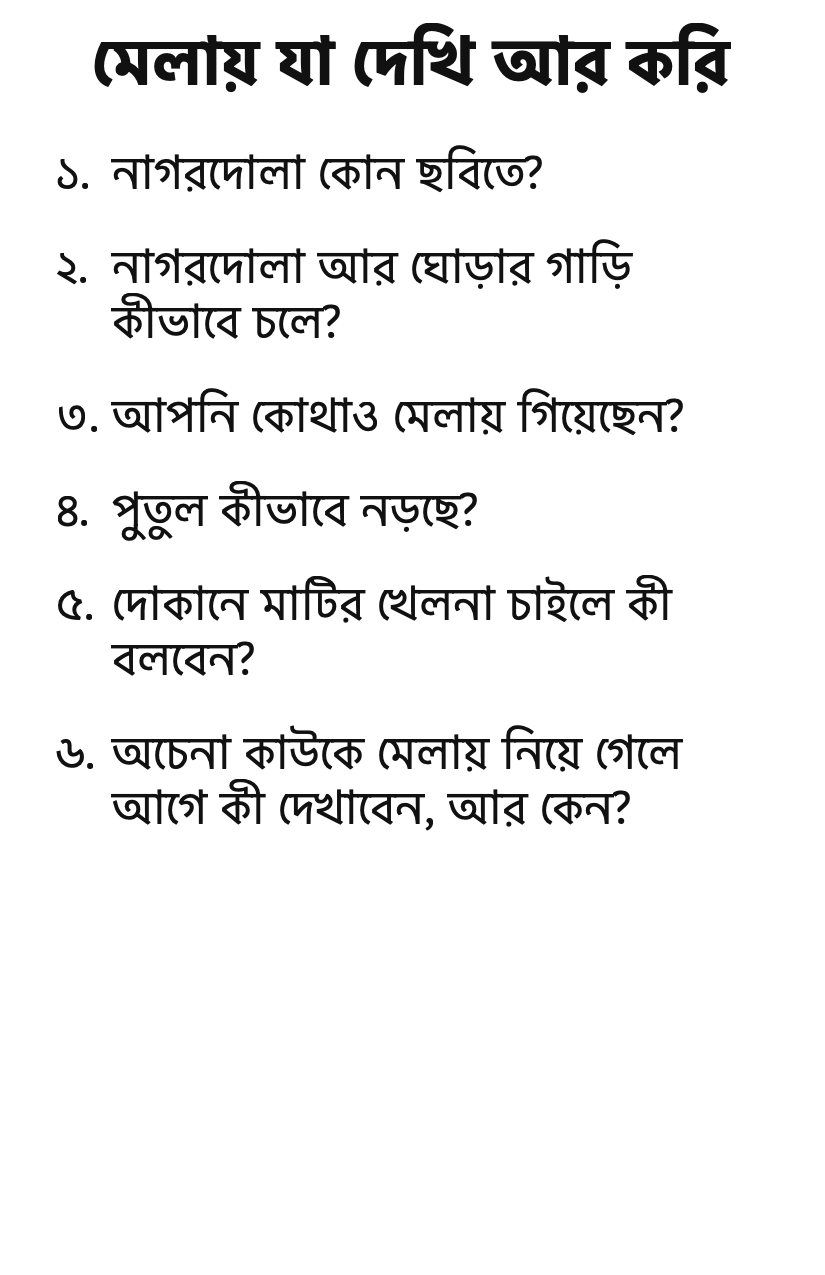 মেলায় যা দেখি আর করি
১. নাগরদোলা কোন ছবিতে?
২. নাগরদোলা আর ঘোড়ার গাড়ি
কীভাবে চলে?
৩. আপনি কোথাও মেলায় গিয়েছেন?
৪. পুতুল কীভাবে নড়ছে?
৫. দোকানে মাটির খেলনা চাইলে কী
বলবেন?
৬. অচেনা কাউকে মেলায় নিয়ে গেলে
আগে কী দেখাবেন, আর কেন?